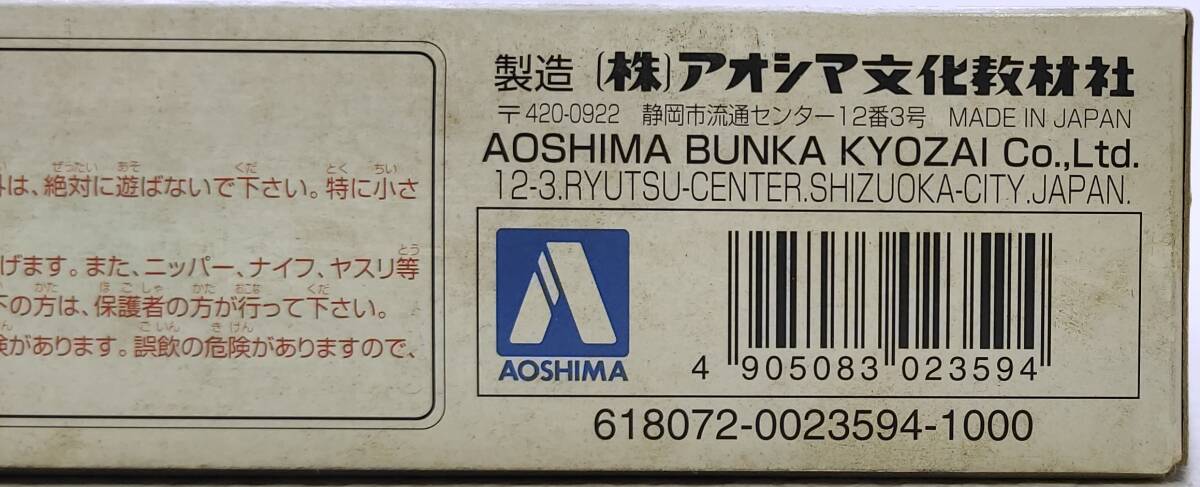 は、絶対に遊ばないで下さい。特に小さ
げます。また、ニッパー、ナイフ、ヤスリ等
下の方は、保護者の方が行って下さい。
険があります。誤飲の危険がありますので、
製造 (株)アオシマ文化教材社
〒420-0922 静岡市流通センター12番3号 MADE IN JAPAN
AOSHIMA BUNKA KYOZAI Co.,Ltd.
12-3.RYUTSU-CENTER.SHIZUOKA-CITY.JAPAN.
AOSHIMA
4 905083 023594
618072-0023594-1000